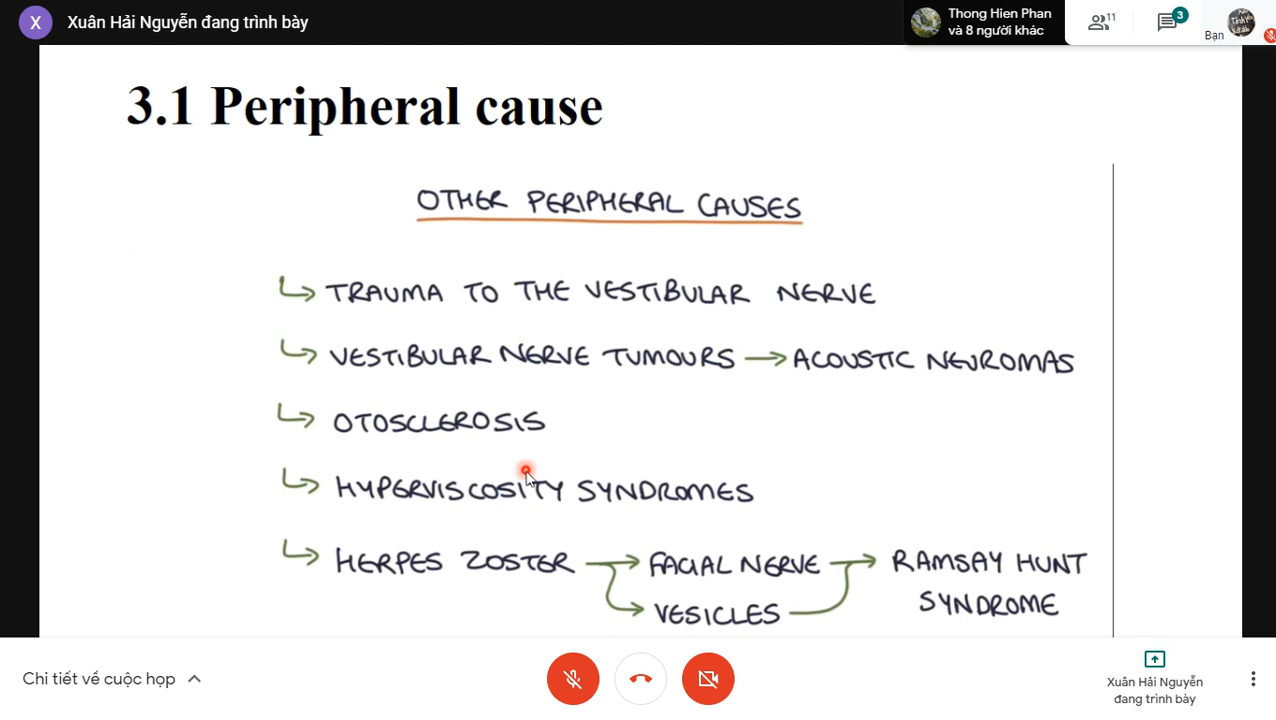 X Xuân Hải Nguyễn đang trình bày
Thong Hien Phan
và 8 người khác
11
3
Bạn
3.1 Peripheral cause
OTHER PERIPHERAL CAUSES
↳ TRAUMA TO THE VESTIBULAR NERVE
↳ VESTIBULAR NERVE TUMOURS → ACOUSTIC NEUROMAS
↳ OTOSCLEROSIS
↳ HYPERVISCOSITY SYNDROMES
↳ HERPES ZOSTER → FACIAL NERVE → RAMSAY HUNT
→ VESICLES SYNDROME
Chi tiết về cuộc họp
Xuân Hải Nguyễn
đang trình bày